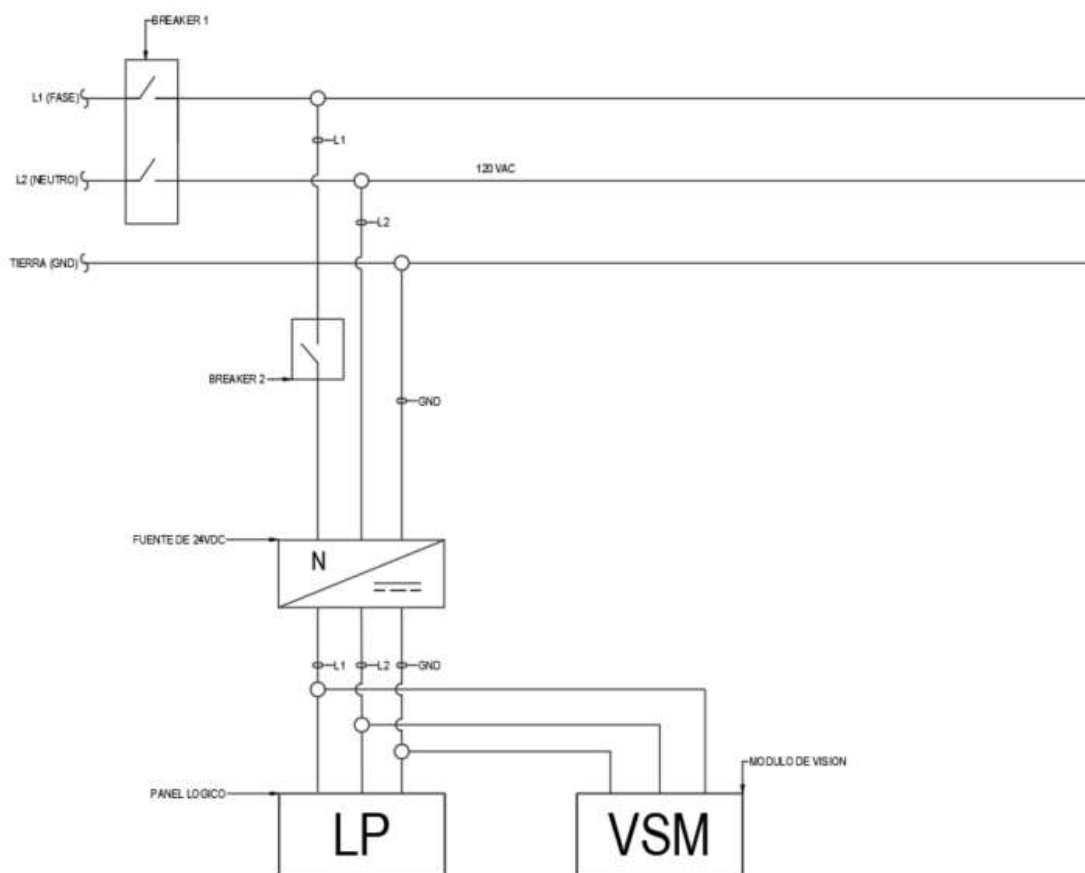 BREAKER 1
L1 (FASE)
L1
L2 (NEUTRO)
120 VAC
L2
TIERRA (GND)
BREAKER 2
GND
FUENTE DE 24VDC
N
L1
L2
GND
MODULO DE VISION
PANEL LOGICO
LP
VSM